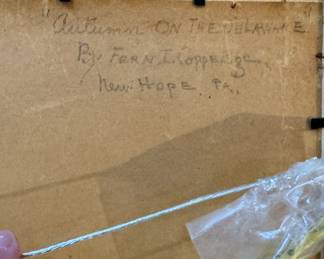 "Autumn ON THE DELAWARE"
By FERN I. COPPEDGE,
New Hope, Pa.